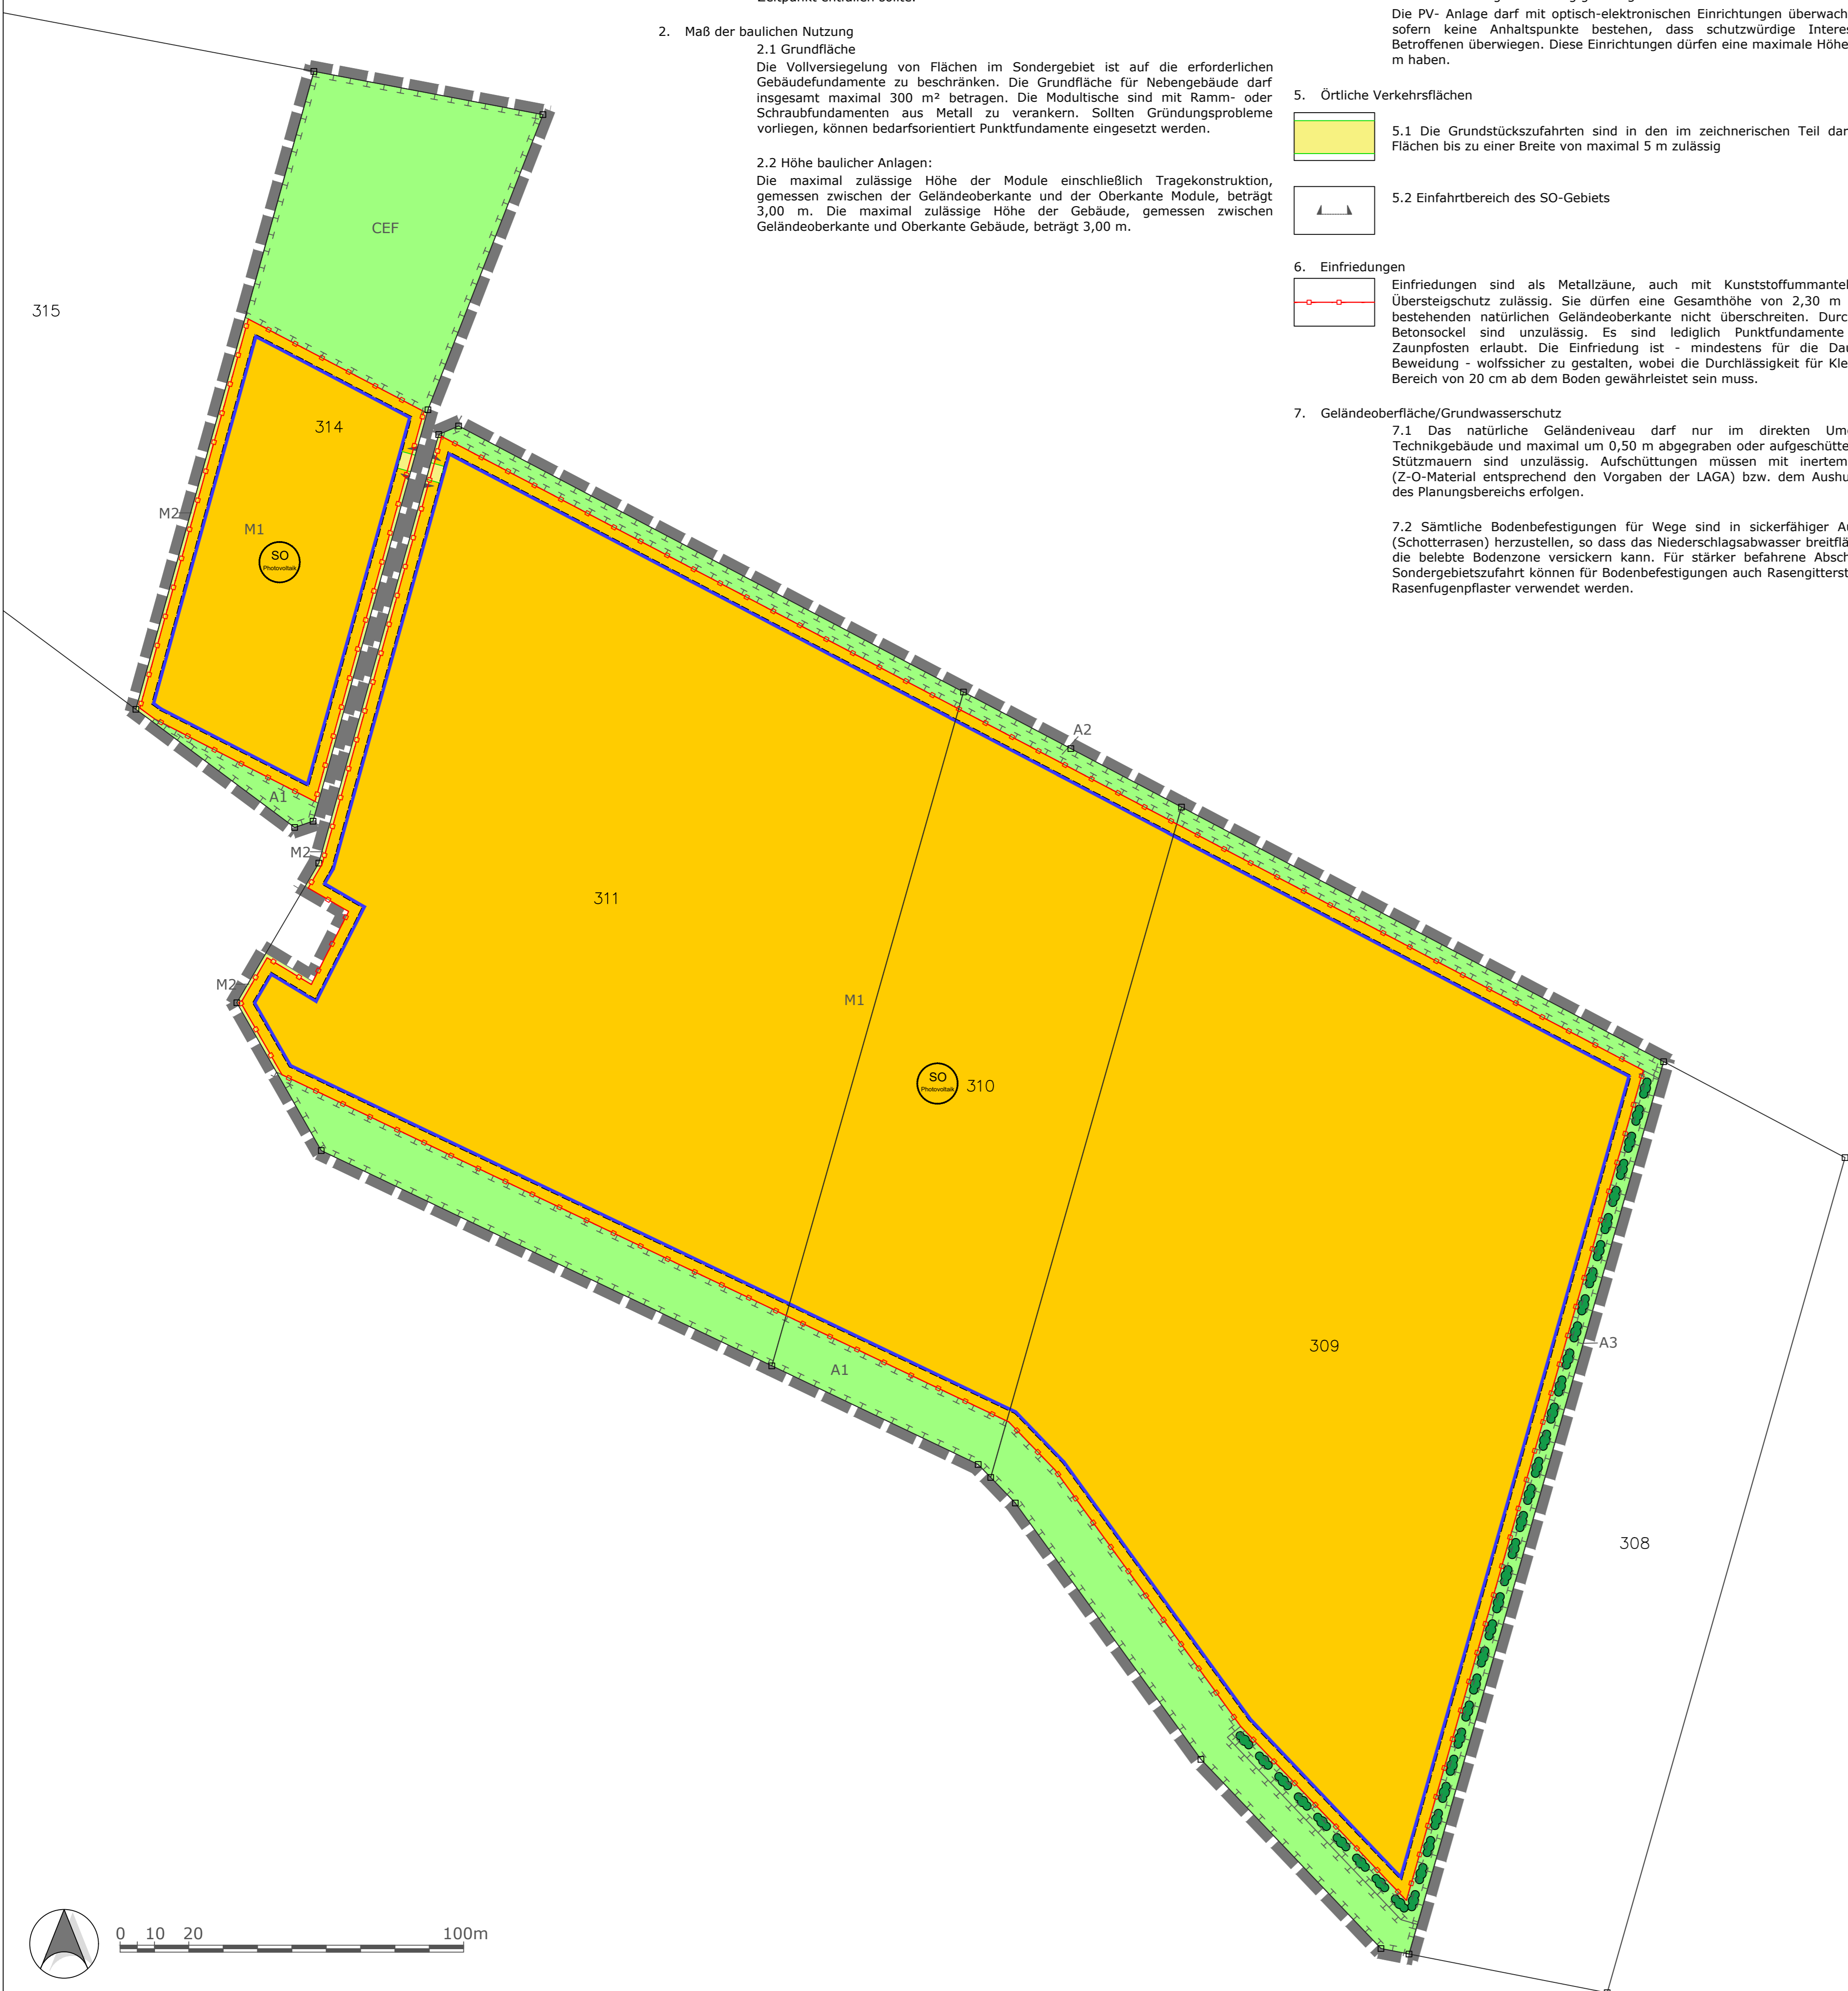 2. Maß der baulichen Nutzung
2.1 Grundfläche
Die Vollversiegelung von Flächen im Sondergebiet ist auf die erforderlichen
Gebäudefundamente zu beschränken. Die Grundfläche für Nebengebäude darf
insgesamt maximal 300 m² betragen. Die Modultische sind mit Ramm- oder
Schraubfundamenten aus Metall zu verankern. Sollten Gründungsprobleme
vorliegen, können bedarfsorientiert Punktfundamente eingesetzt werden.
2.2 Höhe baulicher Anlagen:
Die maximal zulässige Höhe der Module einschließlich Tragekonstruktion,
gemessen zwischen der Geländeoberkante und der Oberkante Module, beträgt
3,00 m. Die maximal zulässige Höhe der Gebäude, gemessen zwischen
Geländeoberkante und Oberkante Gebäude, beträgt 3,00 m.
Die PV- Anlage darf mit optisch-elektronischen Einrichtungen überwach
sofern keine Anhaltspunkte bestehen, dass schutzwürdige Interes
Betroffenen überwiegen. Diese Einrichtungen dürfen eine maximale Höhe
m haben.
5. Örtliche Verkehrsflächen
5.1 Die Grundstückszufahrten sind in den im zeichnerischen Teil dar
Flächen bis zu einer Breite von maximal 5 m zulässig
5.2 Einfahrtbereich des SO-Gebiets
6. Einfriedungen
Einfriedungen sind als Metallzäune, auch mit Kunststoffummantel
Übersteigschutz zulässig. Sie dürfen eine Gesamthöhe von 2,30 m
bestehenden natürlichen Geländeoberkante nicht überschreiten. Durc
Betonsockel sind unzulässig. Es sind lediglich Punktfundamente
Zaunpfosten erlaubt. Die Einfriedung ist - mindestens für die Dau
Beweidung - wolfssicher zu gestalten, wobei die Durchlässigkeit für Kle
Bereich von 20 cm ab dem Boden gewährleistet sein muss.
7. Geländeoberfläche/Grundwasserschutz
7.1 Das natürliche Geländeniveau darf nur im direkten Um
Technikgebäude und maximal um 0,50 m abgegraben oder aufgeschütte
Stützmauern sind unzulässig. Aufschüttungen müssen mit inertem
(Z-O-Material entsprechend den Vorgaben der LAGA) bzw. dem Aushu
des Planungsbereichs erfolgen.
7.2 Sämtliche Bodenbefestigungen für Wege sind in sickerfähiger A
(Schotterrasen) herzustellen, so dass das Niederschlagsabwasser breitflä
die belebte Bodenzone versickern kann. Für stärker befahrene Absch
Sondergebietszufahrt können für Bodenbefestigungen auch Rasengitterst
Rasenfugenpflaster verwendet werden.
CEF
315
314
M2
M1
SO
Photovoltaik
A2
A1
M2
311
M2
M1
SO
Photovoltaik
310
309
A3
A1
308
0 10 20 100m